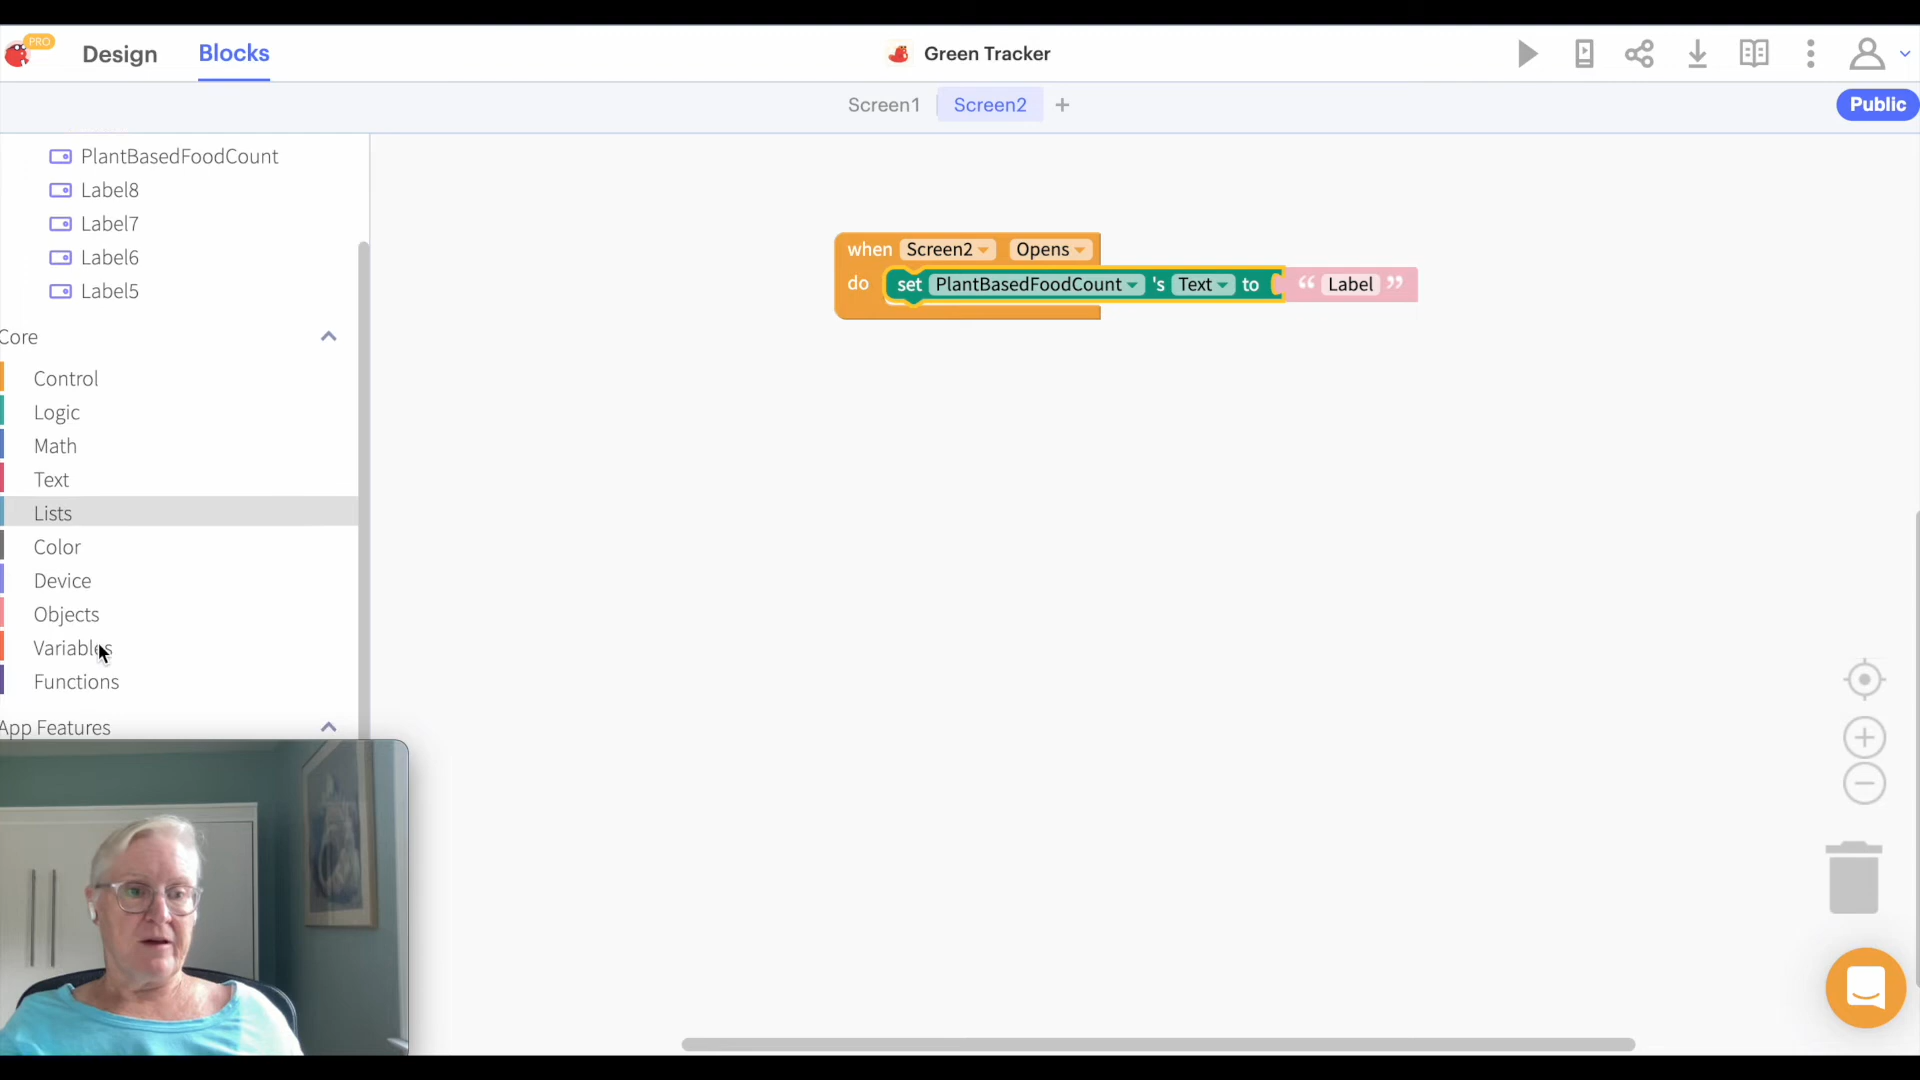 PRO
Design
Blocks
Green Tracker
Screen1
Screen2
+
Public
PlantBasedFoodCount
Label8
Label7
Label6
Label5
Core
Control
Logic
Math
Text
Lists
Color
Device
Objects
Variables
Functions
App Features
when Screen2 Opens
do set PlantBasedFoodCount 's Text to “ Label ”